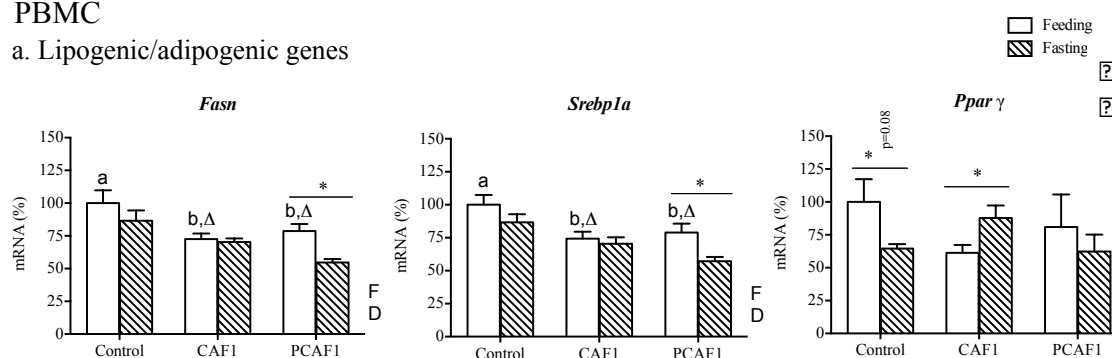 PBMC
a. Lipogenic/adipogenic genes
Feeding
Fasting
Fasn
mRNA (%)
150
125
100
75
50
25
0
a
b,Δ
b,Δ
*
F
D
Control
CAF1
PCAF1
Srebp1a
mRNA (%)
150
125
100
75
50
25
0
a
b,Δ
b,Δ
*
F
D
Control
CAF1
PCAF1
Ppar γ
mRNA (%)
150
125
100
75
50
25
0
*
p=0.08
*
Control
CAF1
PCAF1